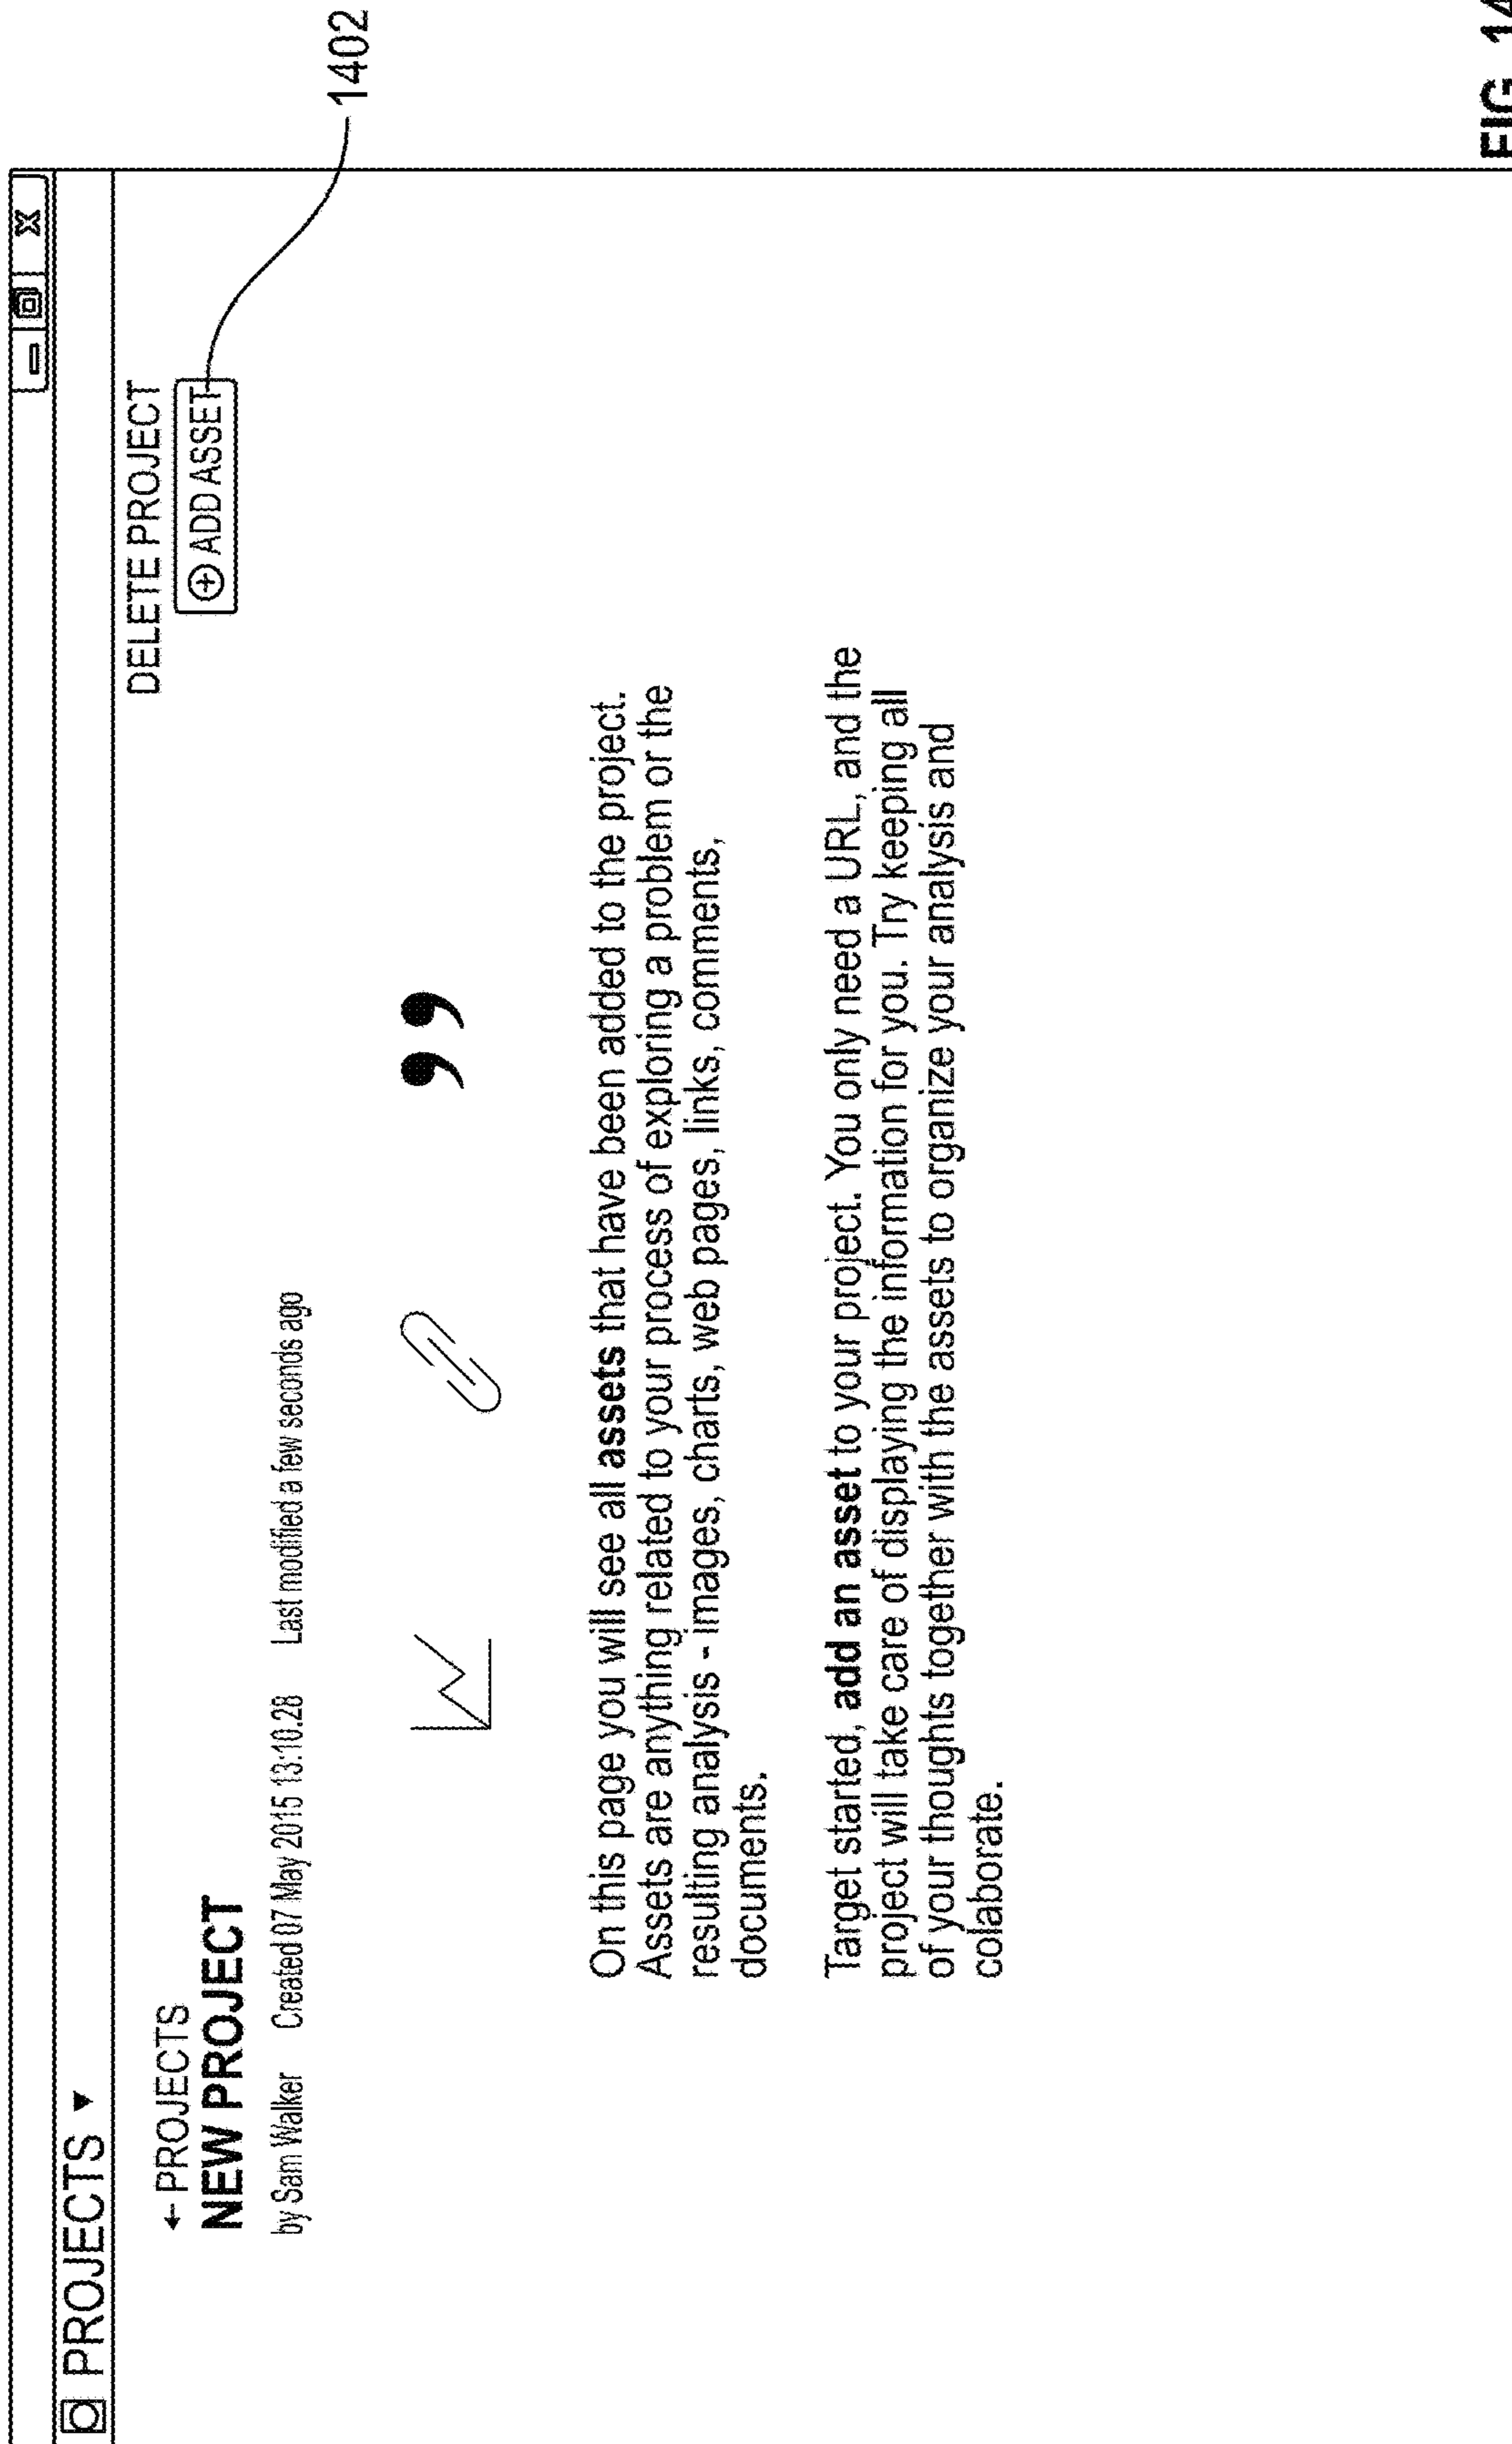 PROJECTS ▼
← PROJECTS
NEW PROJECT
DELETE PROJECT
⊕ ADD ASSET
1402
by Sam Walker Created 07 May 2015 13:10.28 Last modified a few seconds ago
”
On this page you will see all assets that have been added to the project.
Assets are anything related to your process of exploring a problem or the
resulting analysis - images, charts, web pages, links, comments,
documents.
Target started, add an asset to your project. You only need a URL, and the
project will take care of displaying the information for you. Try keeping all
of your thoughts together with the assets to organize your analysis and
colaborate.
FIG. 14